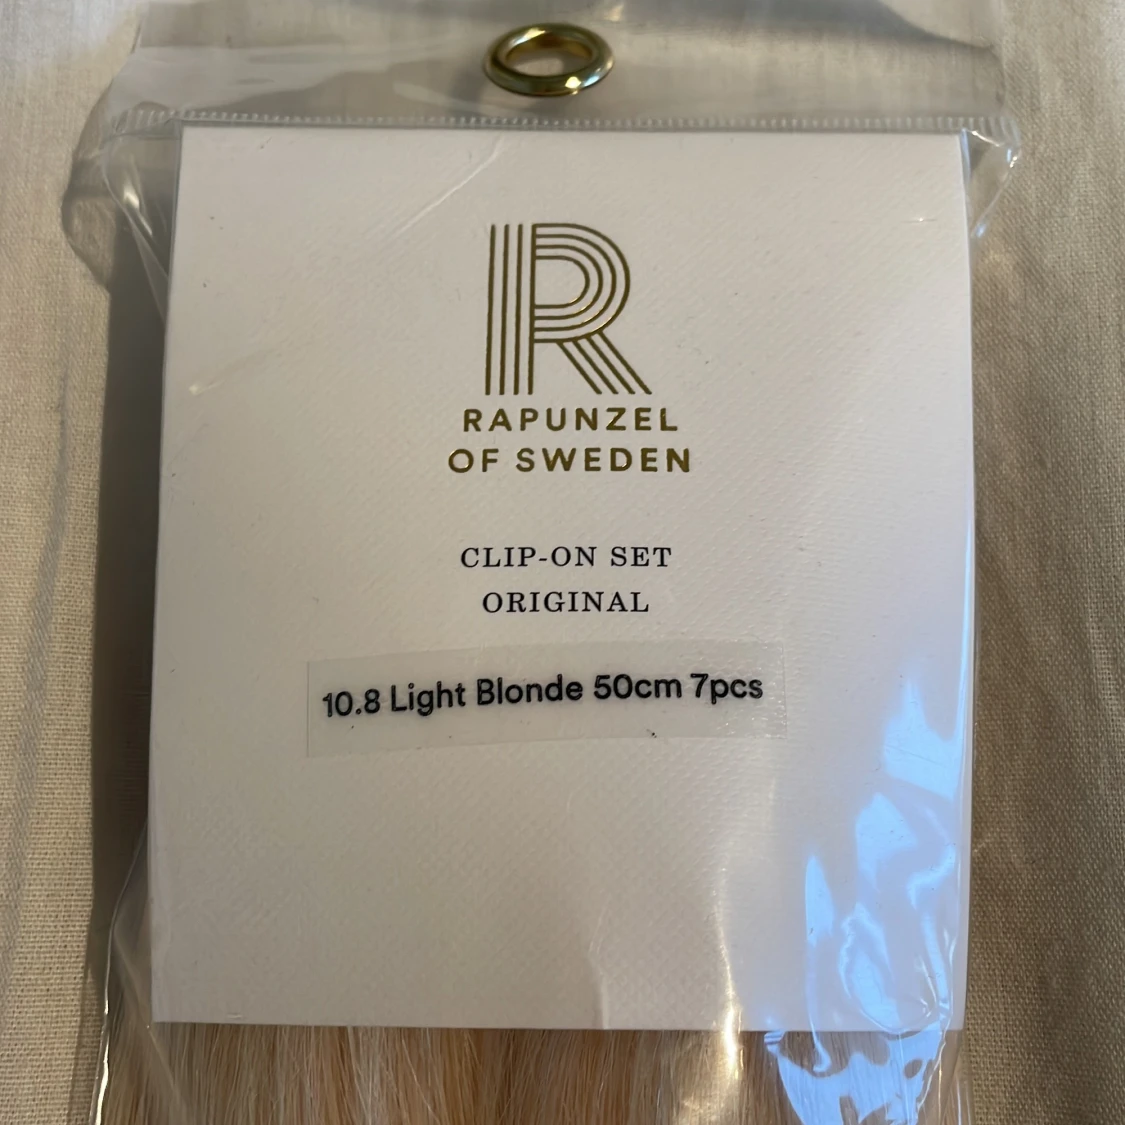 R
RAPUNZEL
OF SWEDEN
CLIP-ON SET
ORIGINAL
10.8 Light Blonde 50cm 7pcs